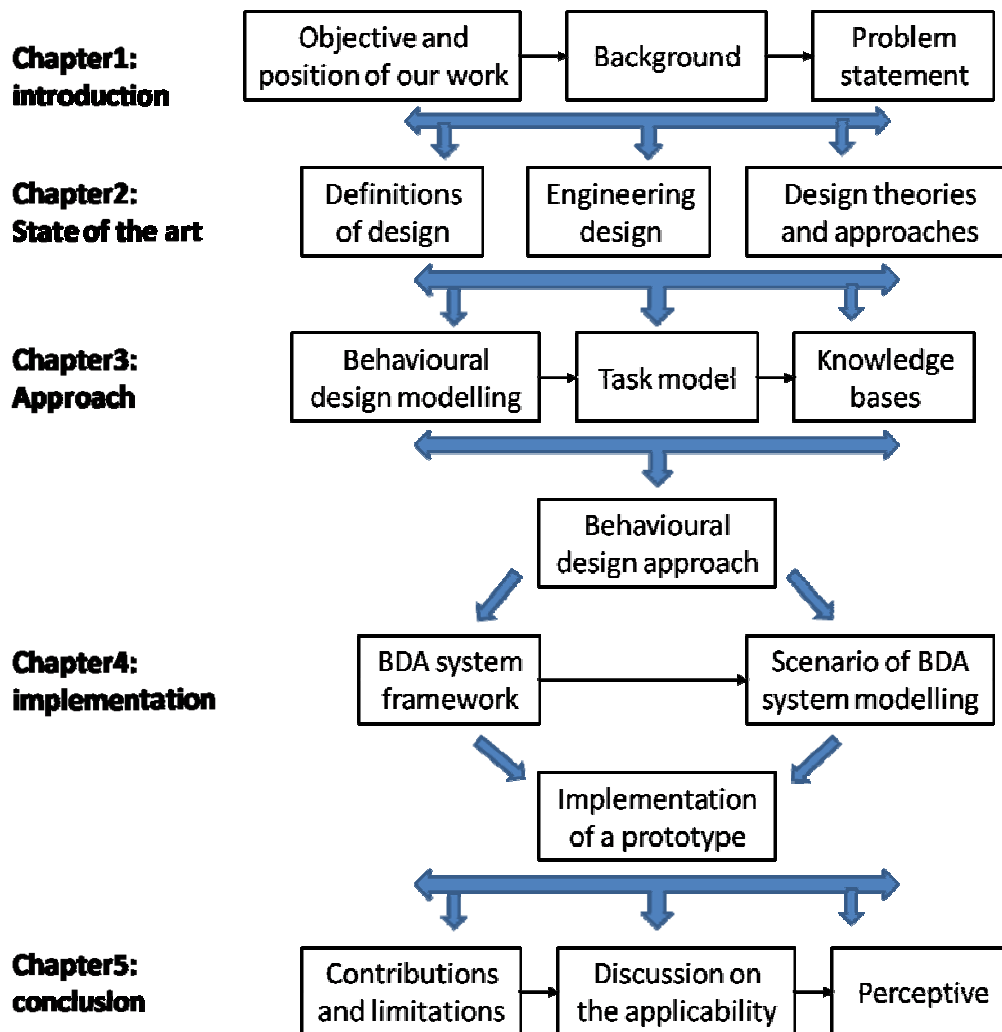 Chapter1:
introduction
Objective and
position of our work
Background
Problem
statement
Chapter2:
State of the art
Definitions
of design
Engineering
design
Design theories
and approaches
Chapter3:
Approach
Behavioural
design modelling
Task model
Knowledge
bases
Behavioural
design approach
Chapter4:
implementation
BDA system
framework
Scenario of BDA
system modelling
Implementation
of a prototype
Chapter5:
conclusion
Contributions
and limitations
Discussion on
the applicability
Perceptive